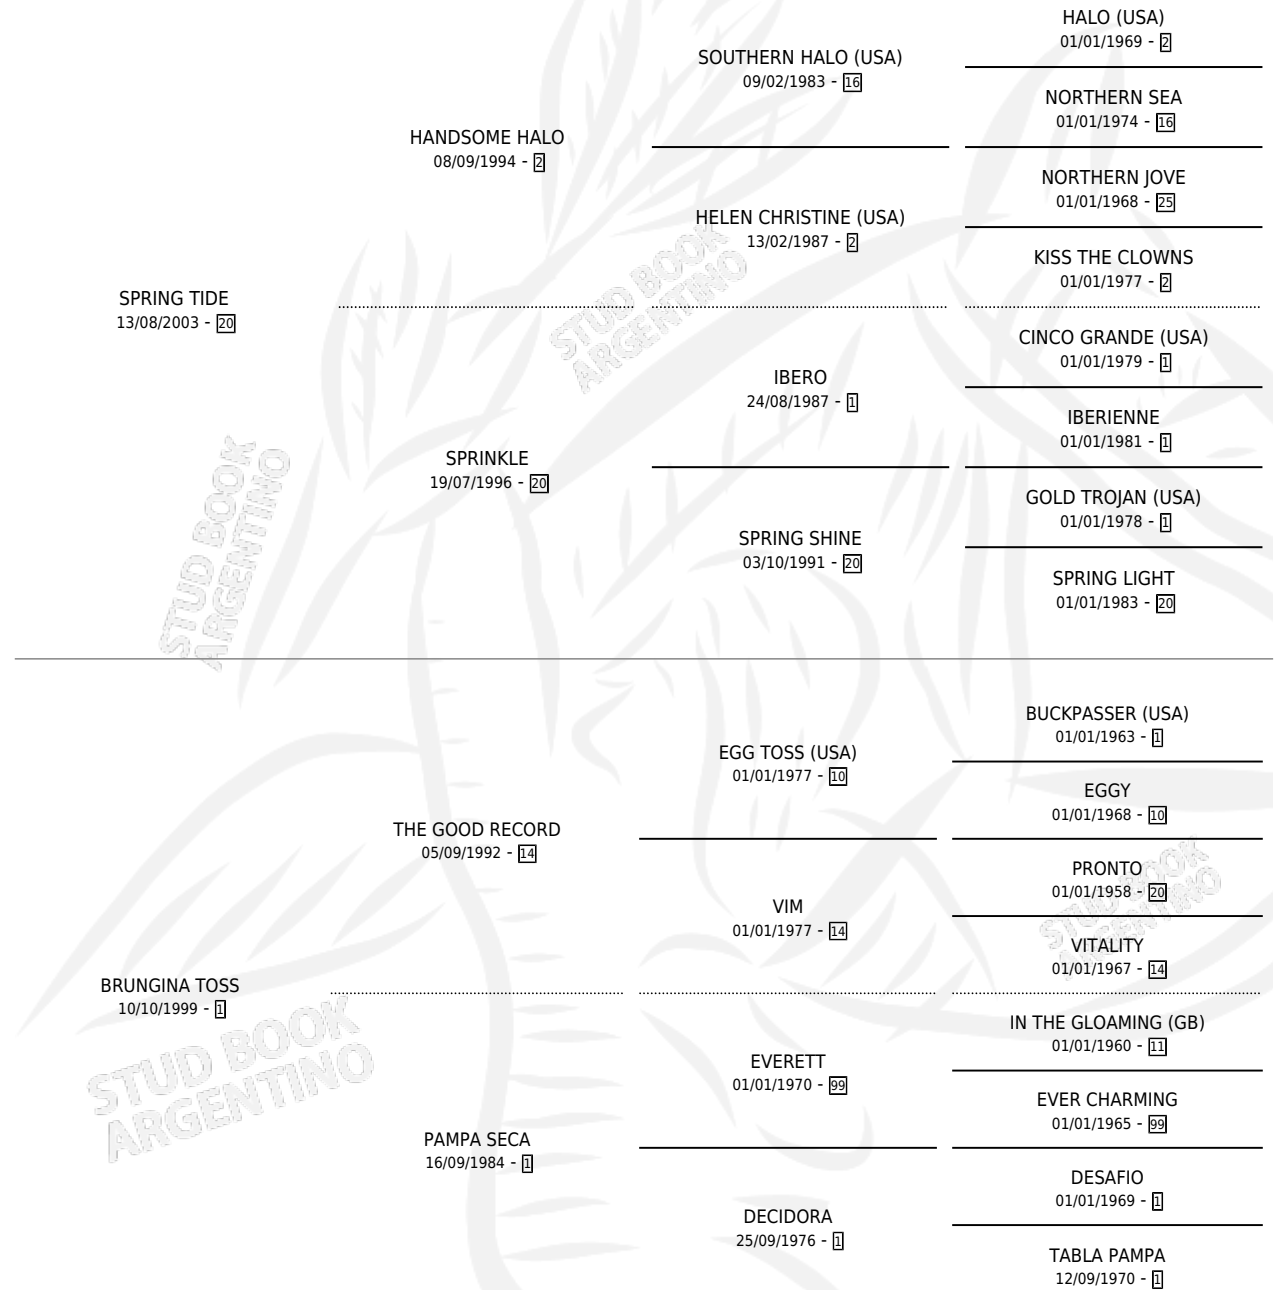 HALO (USA)
01/01/1969 - 2
SOUTHERN HALO (USA)
09/02/1983 - 16
NORTHERN SEA
01/01/1974 - 16
HANDSOME HALO
08/09/1994 - 2
NORTHERN JOVE
01/01/1968 - 25
HELEN CHRISTINE (USA)
13/02/1987 - 2
KISS THE CLOWNS
01/01/1977 - 2
SPRING TIDE
13/08/2003 - 20
CINCO GRANDE (USA)
01/01/1979 - 1
IBERO
24/08/1987 - 1
IBERIENNE
01/01/1981 - 1
SPRINKLE
19/07/1996 - 20
GOLD TROJAN (USA)
01/01/1978 - 1
SPRING SHINE
03/10/1991 - 20
SPRING LIGHT
01/01/1983 - 20
BUCKPASSER (USA)
01/01/1963 - 1
EGG TOSS (USA)
01/01/1977 - 10
EGGY
01/01/1968 - 10
THE GOOD RECORD
05/09/1992 - 14
PRONTO
01/01/1958 - 20
VIM
01/01/1977 - 14
VITALITY
01/01/1967 - 14
BRUNGINA TOSS
10/10/1999 - 1
IN THE GLOAMING (GB)
01/01/1960 - 11
EVERETT
01/01/1970 - 99
EVER CHARMING
01/01/1965 - 99
PAMPA SECA
16/09/1984 - 1
DESAFIO
01/01/1969 - 1
DECIDORA
25/09/1976 - 1
TABLA PAMPA
12/09/1970 - 1
STUD BOOK
ARGENTINO
STUD BOOK
ARGENTINO
STUD BOOK
ARGENTINO
STUD BOOK
ARGENTINO